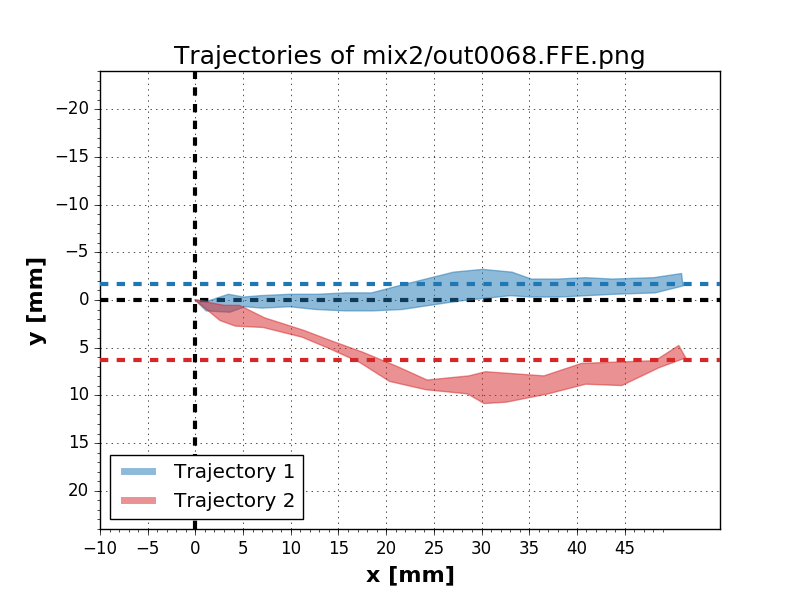 Trajectories of mix2/out0068.FFE.png
−20
−15
−10
−5
0
5
10
15
20
y [mm]
Trajectory 1
Trajectory 2
−10 −5 0 5 10 15 20 25 30 35 40 45
x [mm]